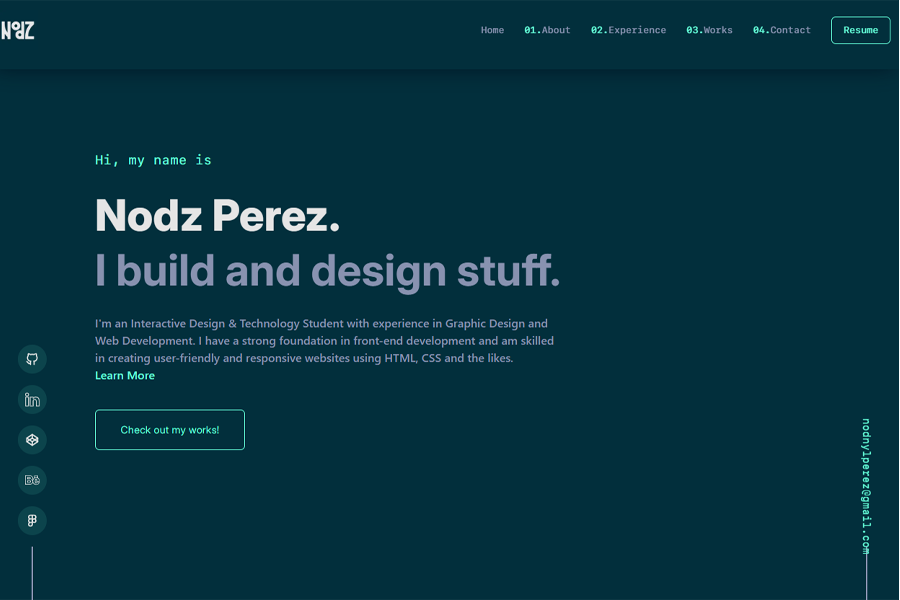 NodZ
Home 01.About 02.Experience 03.Works 04.Contact Resume
Hi, my name is
Nodz Perez.
I build and design stuff.
I'm an Interactive Design & Technology Student with experience in Graphic Design and
Web Development. I have a strong foundation in front-end development and am skilled
in creating user-friendly and responsive websites using HTML, CSS and the likes.
Learn More
in
Bē
Check out my works!
nodnylperez@gmail.com